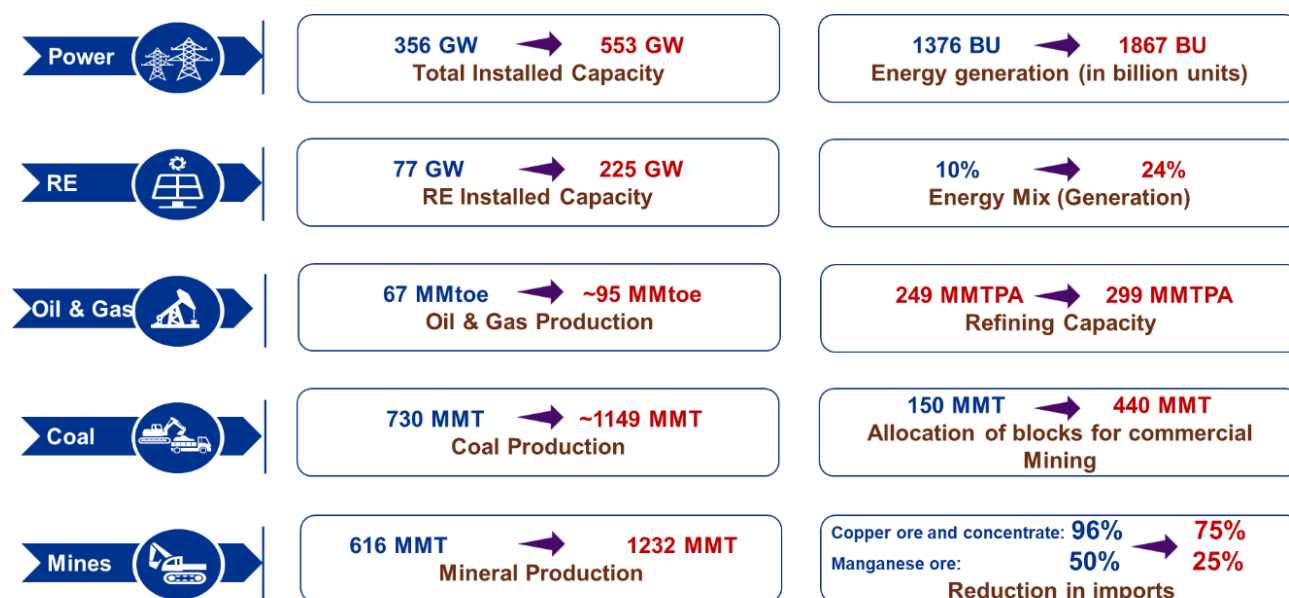 Power
356 GW 553 GW
Total Installed Capacity
1376 BU 1867 BU
Energy generation (in billion units)
RE
77 GW 225 GW
RE Installed Capacity
10% 24%
Energy Mix (Generation)
Oil & Gas
67 MMtoe ~95 MMtoe
Oil & Gas Production
249 MMTPA 299 MMTPA
Refining Capacity
Coal
730 MMT ~1149 MMT
Coal Production
150 MMT 440 MMT
Allocation of blocks for commercial
Mining
Mines
616 MMT 1232 MMT
Mineral Production
Copper ore and concentrate: 96% 75%
Manganese ore: 50% 25%
Reduction in imports